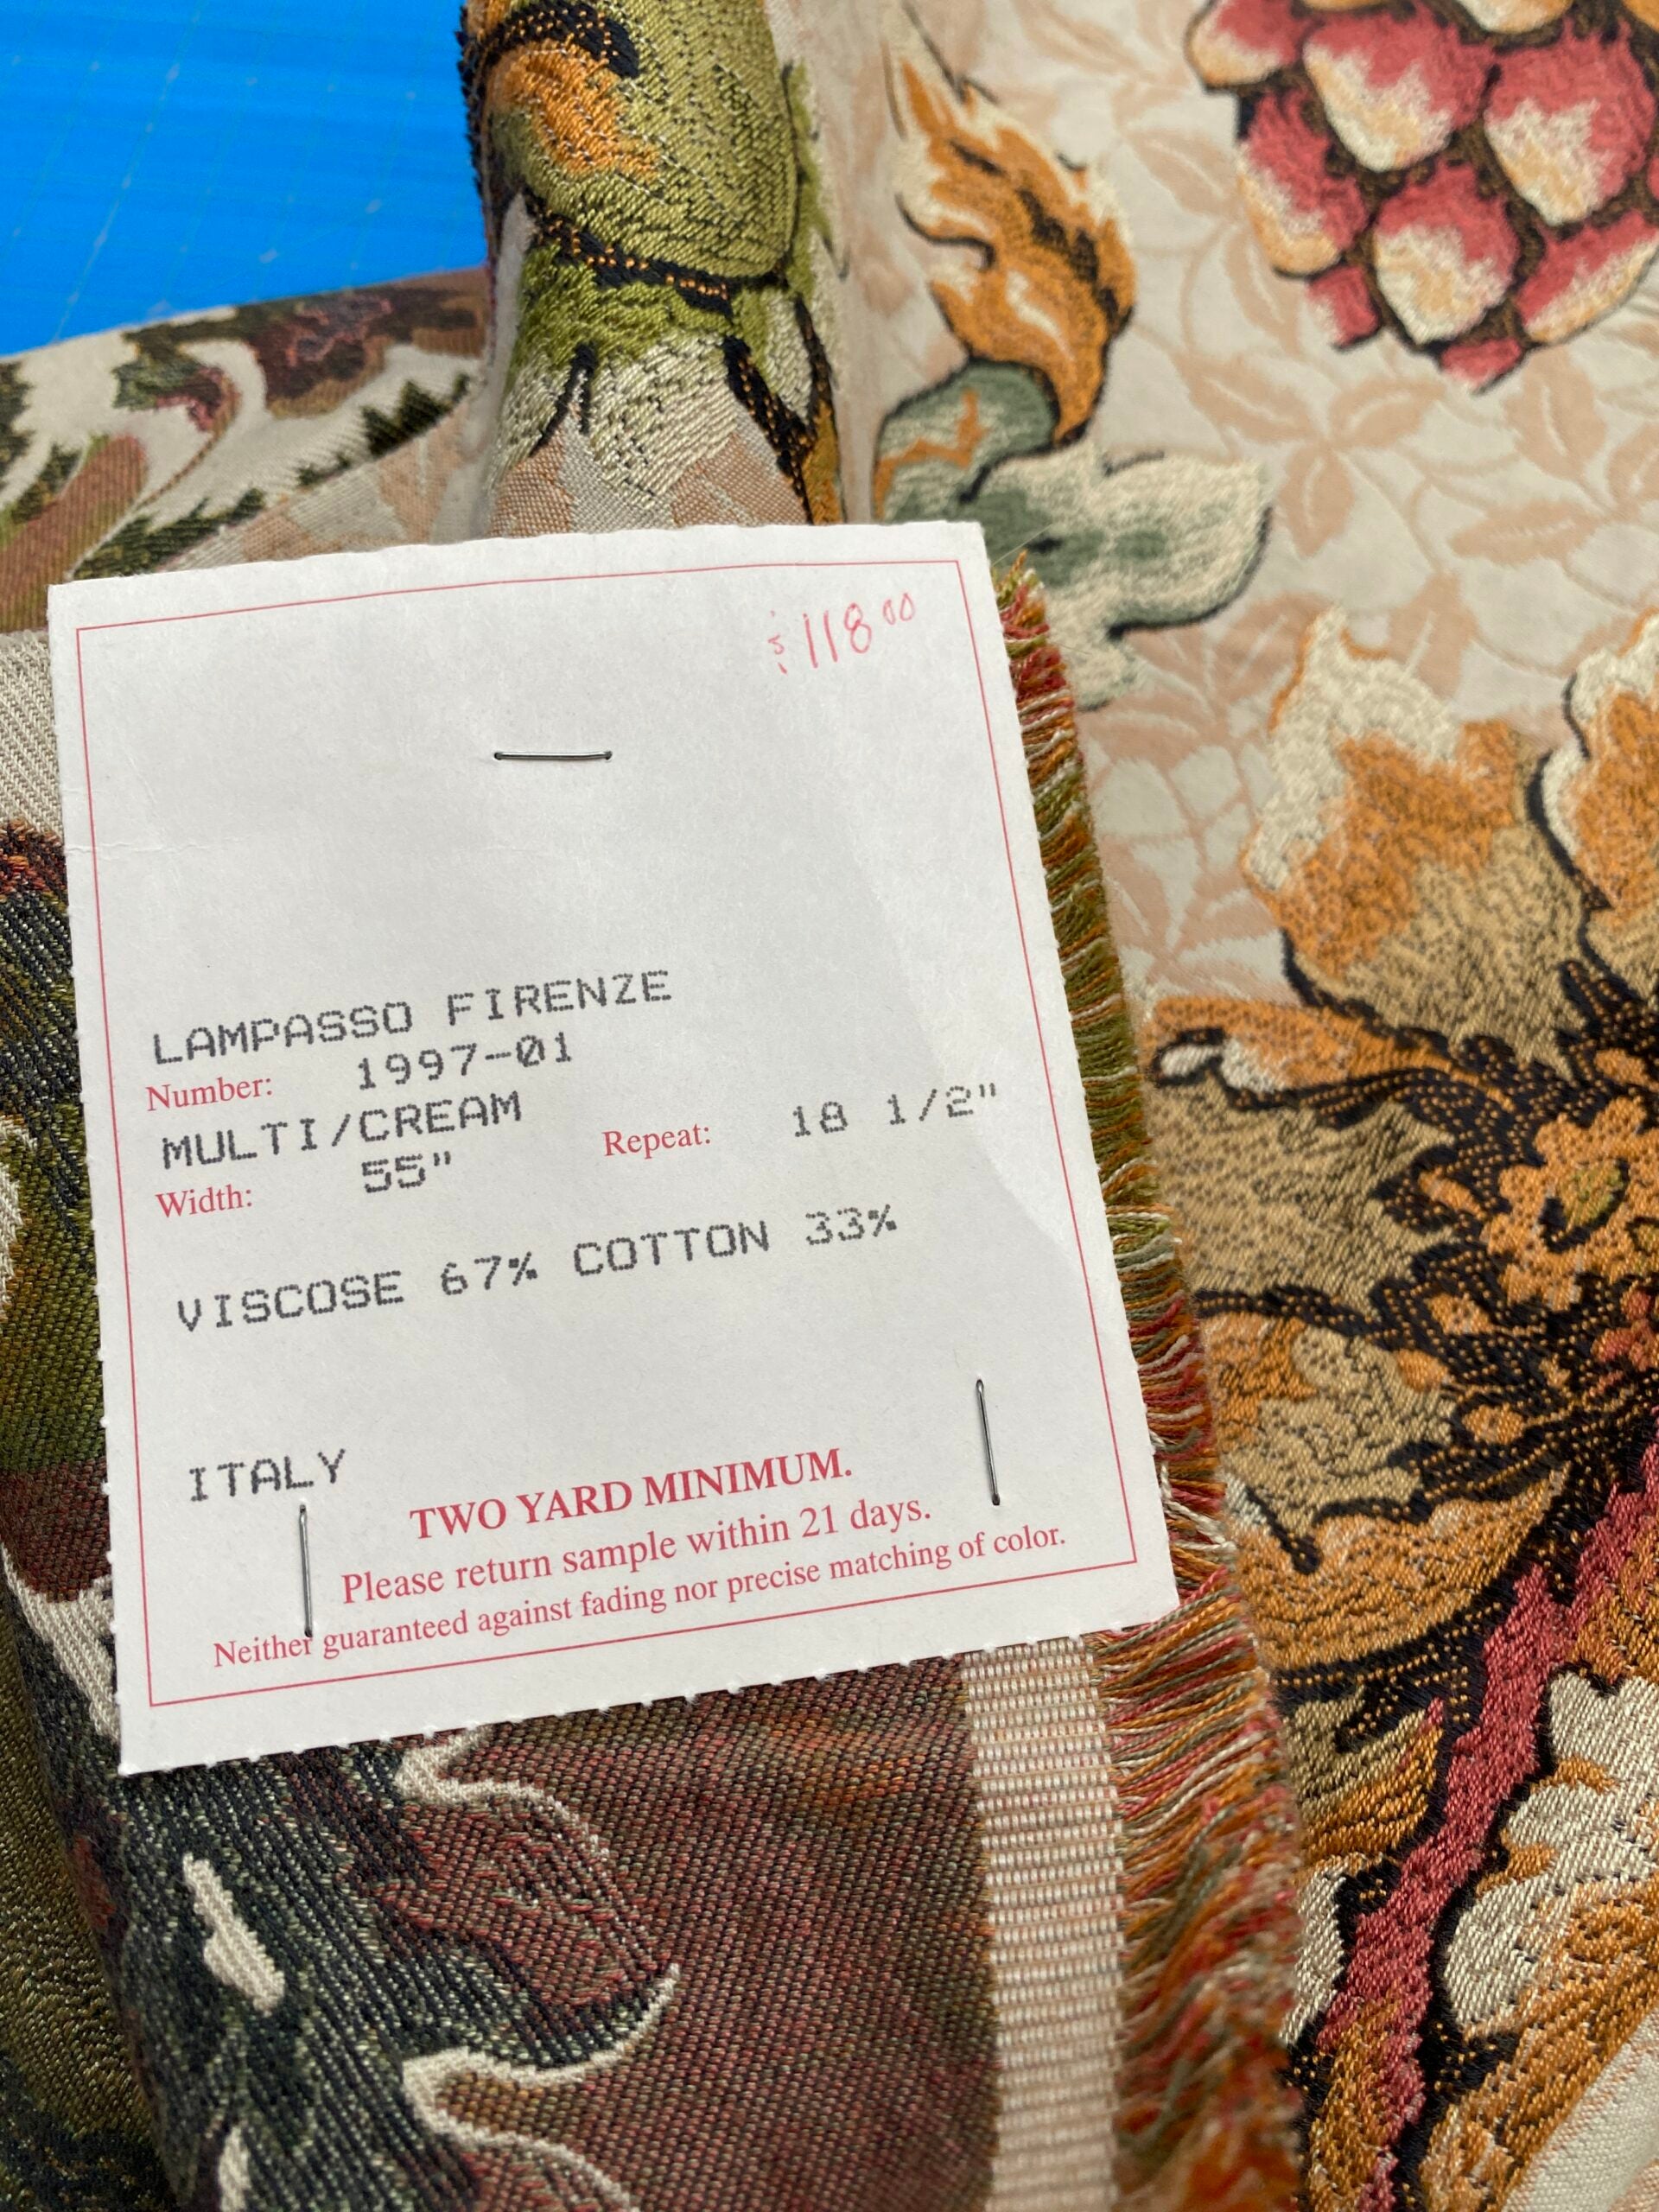 $118.00
LAMPASSO FIRENZE
Number: 1997-01
MULTI/CREAM
Width: 55" Repeat: 18 1/2"
VISCOSE 67% COTTON 33%
ITALY
TWO YARD MINIMUM.
Please return sample within 21 days.
Neither guaranteed against fading nor precise matching of color.